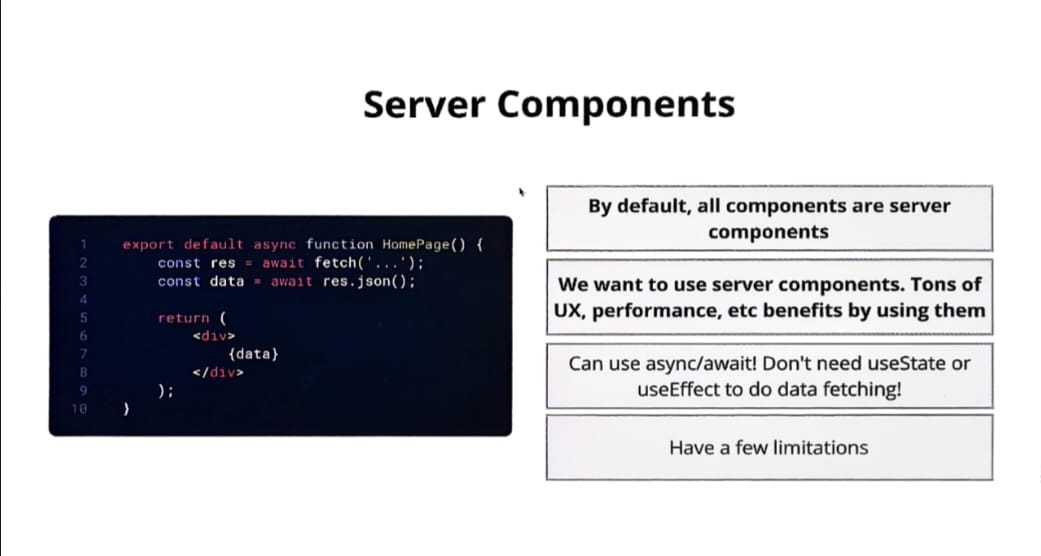 Server Components
1 export default async function HomePage() {
2 const res = await fetch('...');
3 const data = await res.json();
4
5 return (
6 <div>
7 {data}
8 </div>
9 );
10 }
By default, all components are server
components
We want to use server components. Tons of
UX, performance, etc benefits by using them
Can use async/await! Don't need useState or
useEffect to do data fetching!
Have a few limitations